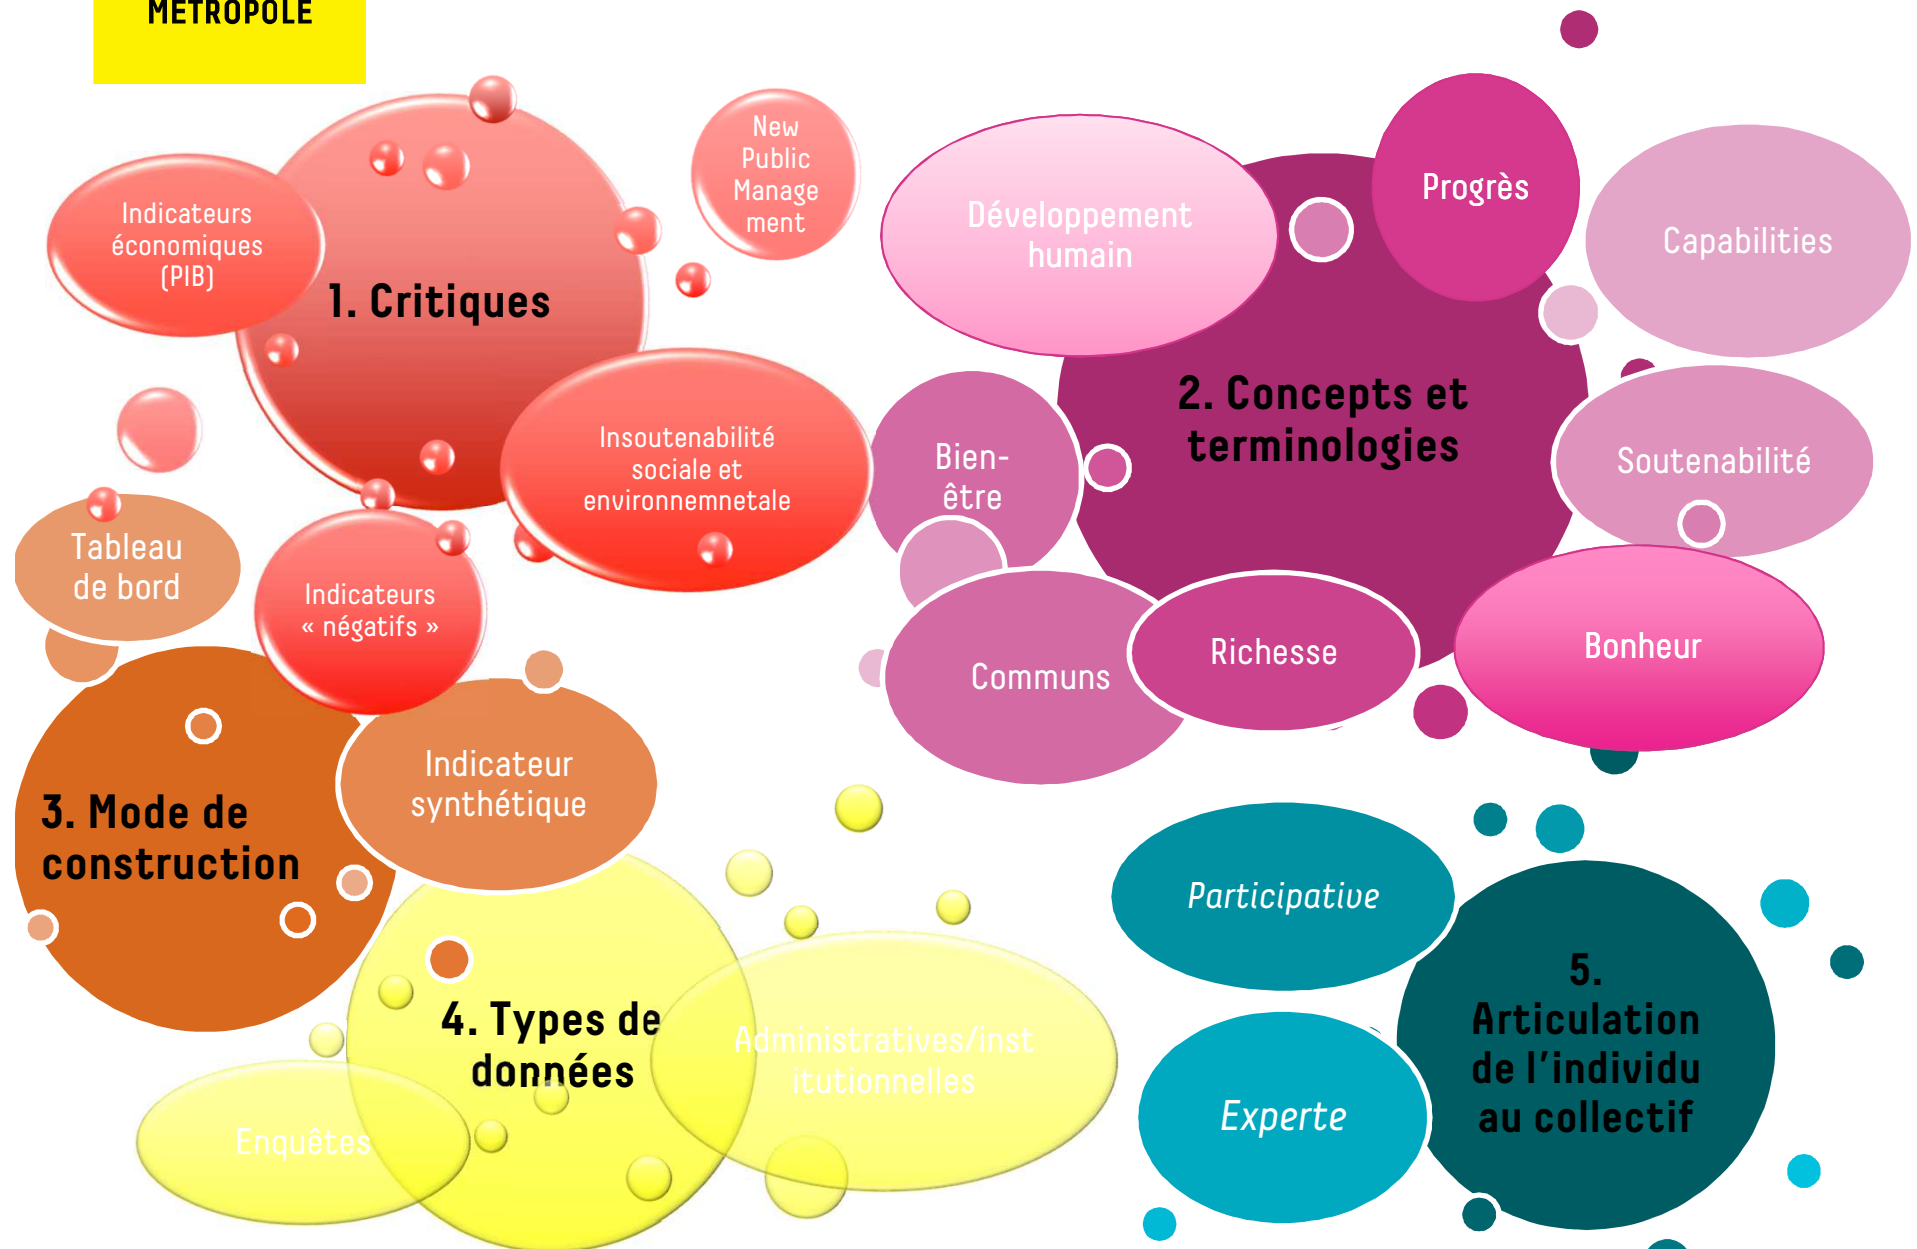 MÉTROPOLE
Indicateurs
économiques
(PIB)
1. Critiques
New
Public
Manage
ment
Insoutenabilité
sociale et
environnemnetale
Indicateurs
« négatifs »
Développement
humain
Progrès
Capabilities
2. Concepts et
terminologies
Bien-
être
Soutenabilité
Communs
Richesse
Bonheur
Tableau
de bord
3. Mode de
construction
Indicateur
synthétique
4. Types de
données
Administratives/inst
itutionnelles
Enquêtes
Participative
Experte
5.
Articulation
de l’individu
au collectif